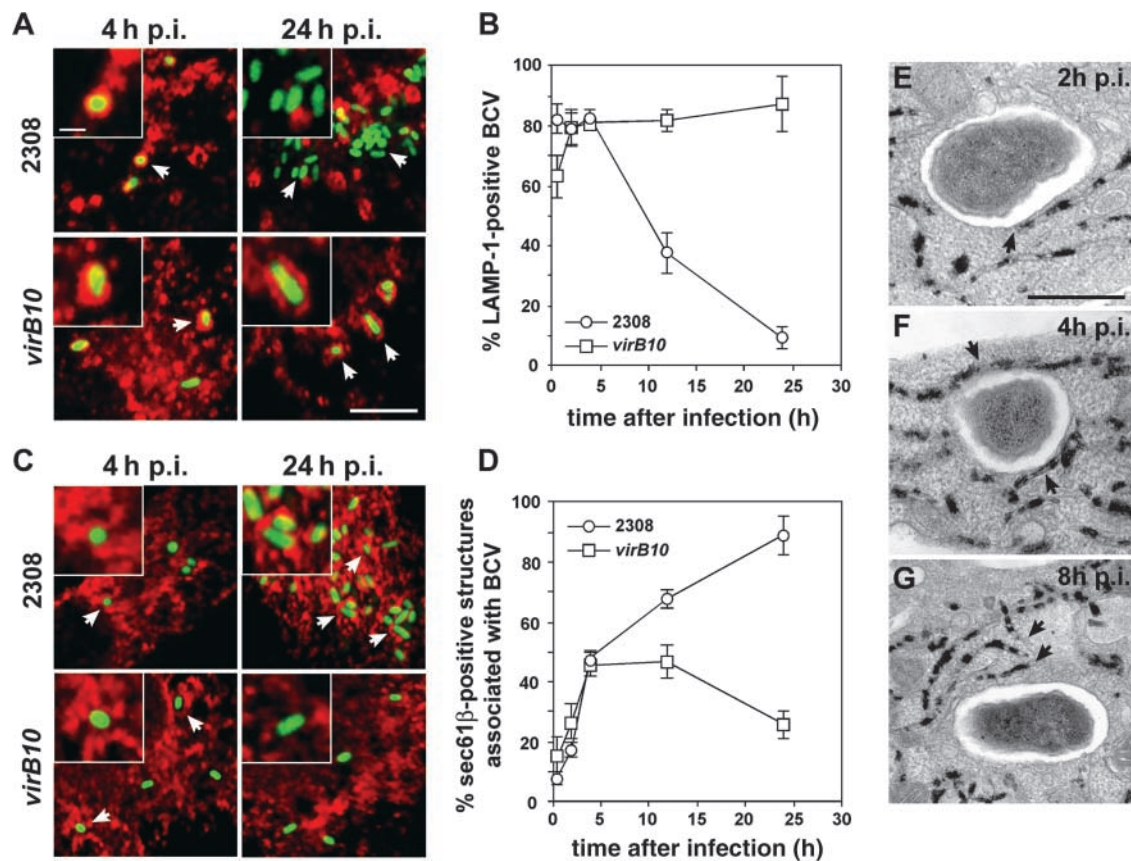 A
4 h p.i. 24 h p.i.
2308
virB10
B
% LAMP-1-positive BCV
100
80
60
40
20
0
2308
virB10
0 5 10 15 20 25 30
time after infection (h)
C
4 h p.i. 24 h p.i.
2308
virB10
D
% sec61β-positive structures
associated with BCV
100
80
60
40
20
0
2308
virB10
0 5 10 15 20 25 30
time after infection (h)
E 2h p.i.
F 4h p.i.
G 8h p.i.